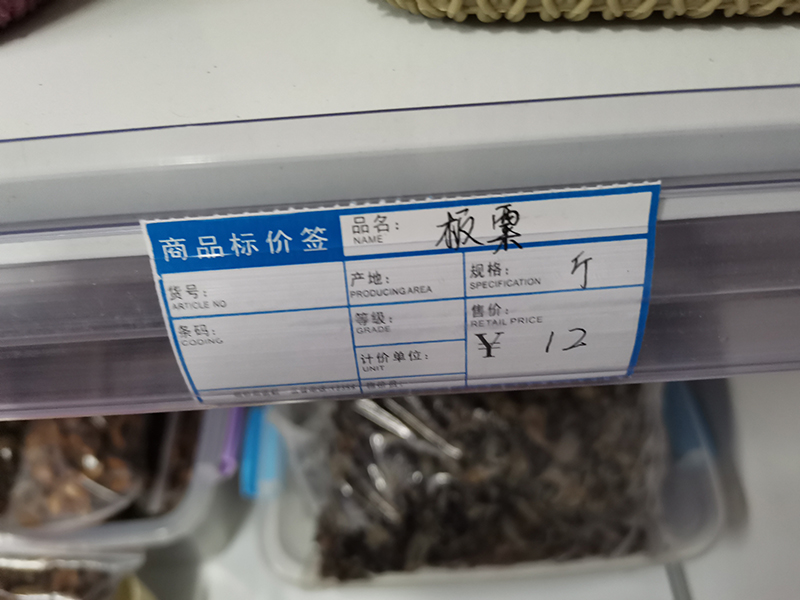 商品标价签
品名：板栗
NAME
货号：
ARTICLE NO
产地：
PRODUCINGAREA
规格：斤
SPECIFICATION
条码：
CODING
等级：
GRADE
售价：
RETAIL PRICE
¥ 12
计价单位：
UNIT